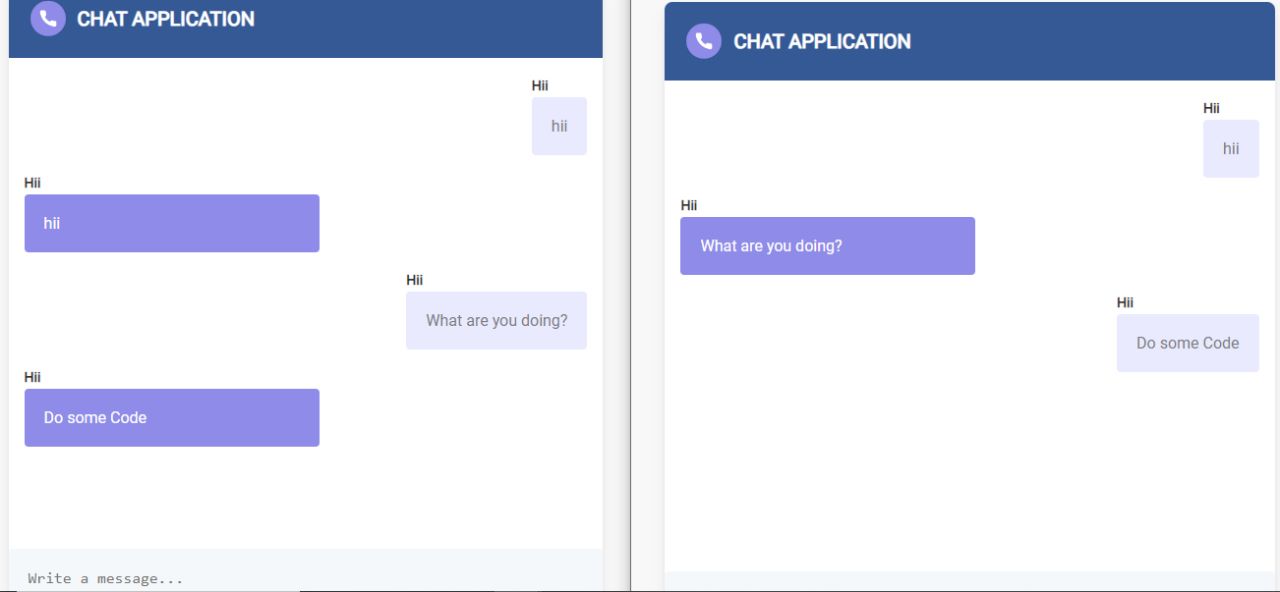 CHAT APPLICATION
Hii
hii
Hii
hii
Hii
What are you doing?
Hii
Do some Code
Write a message...
CHAT APPLICATION
Hii
hii
Hii
What are you doing?
Hii
Do some Code